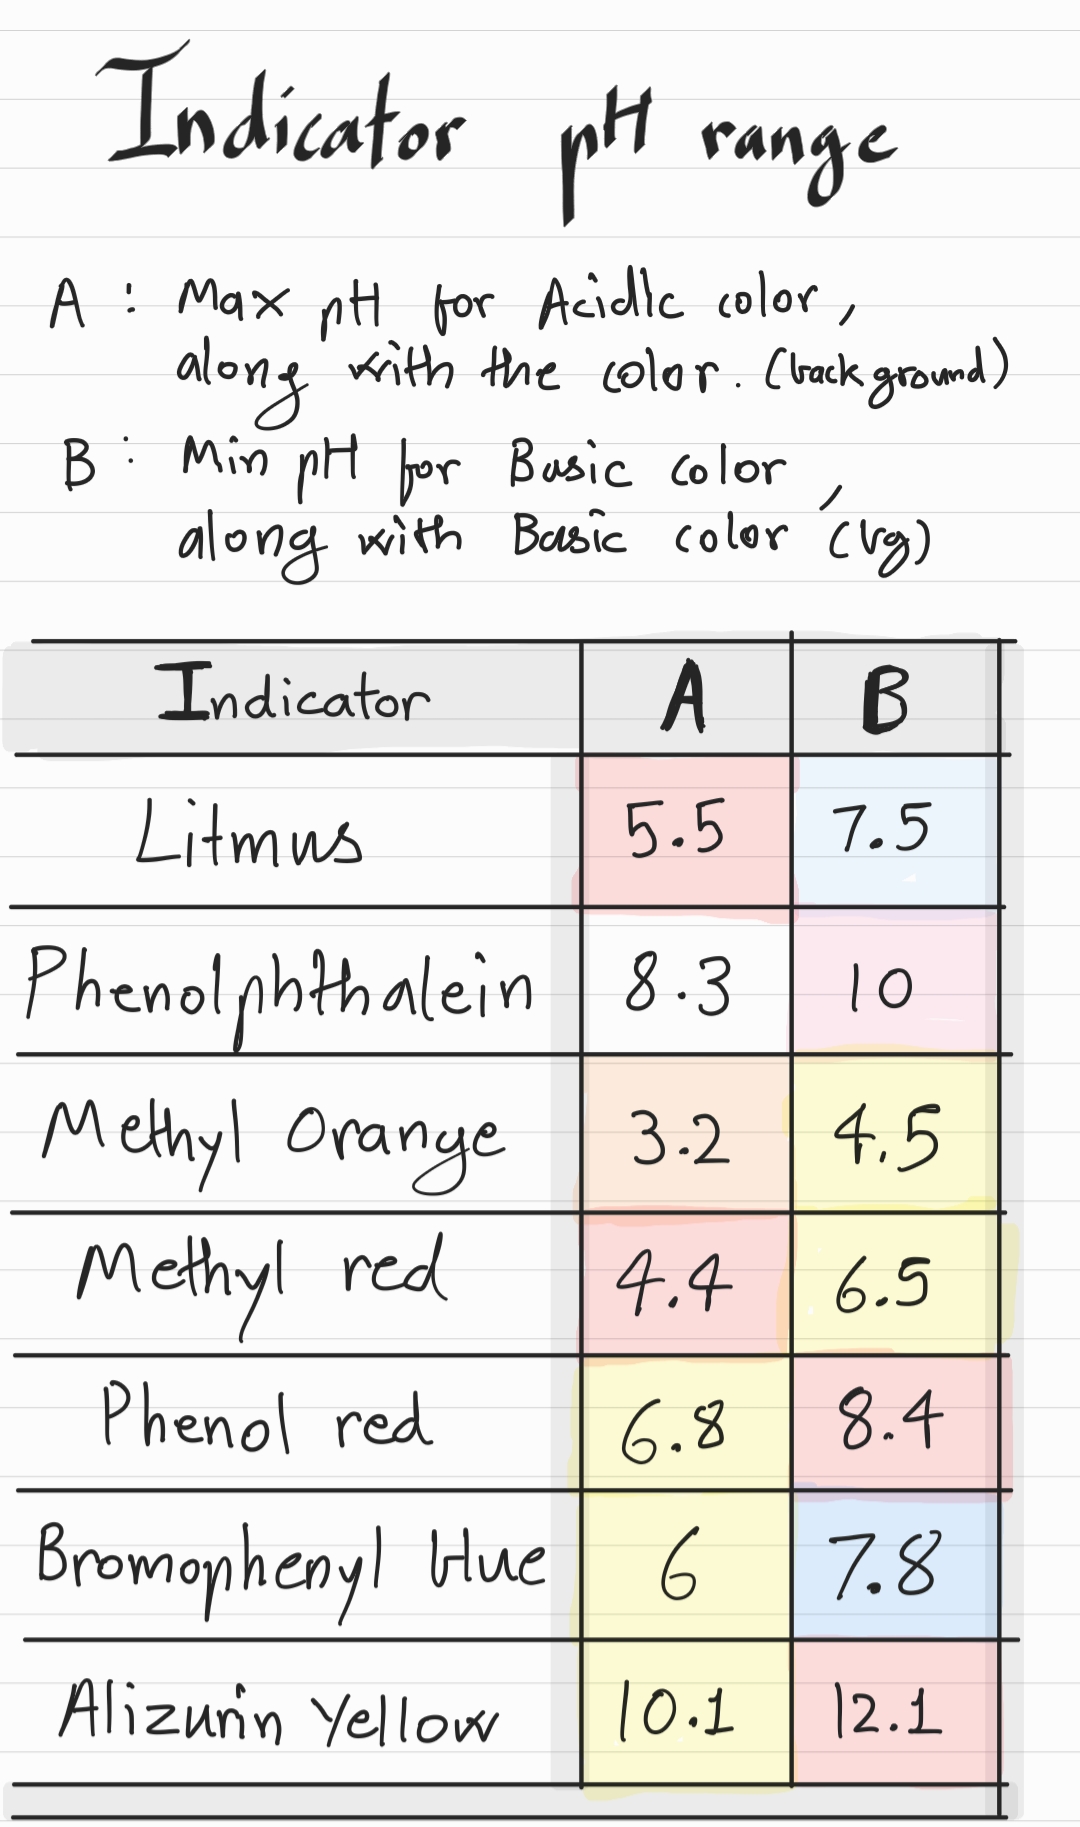 Indicator pH range
A : Max pH for Acidic color,
along with the color. (background)
B : Min pH for Basic color,
along with Basic color (bg)
Indicator A B
Litmus 5.5 7.5
Phenolphthalein 8.3 10
Methyl Orange 3.2 4.5
Methyl red 4.4 6.5
Phenol red 6.8 8.4
Bromophenyl blue 6 7.8
Alizurin Yellow 10.1 12.1